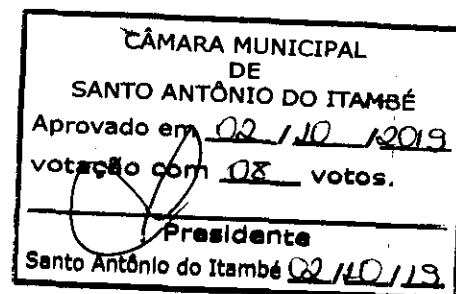 CÂMARA MUNICIPAL
DE
SANTO ANTÔNIO DO ITAMBÉ
Aprovado em 02 / 10 / 2019
votação com 08 votos.
Presidente
Santo Antônio do Itambé 02 / 10 / 19